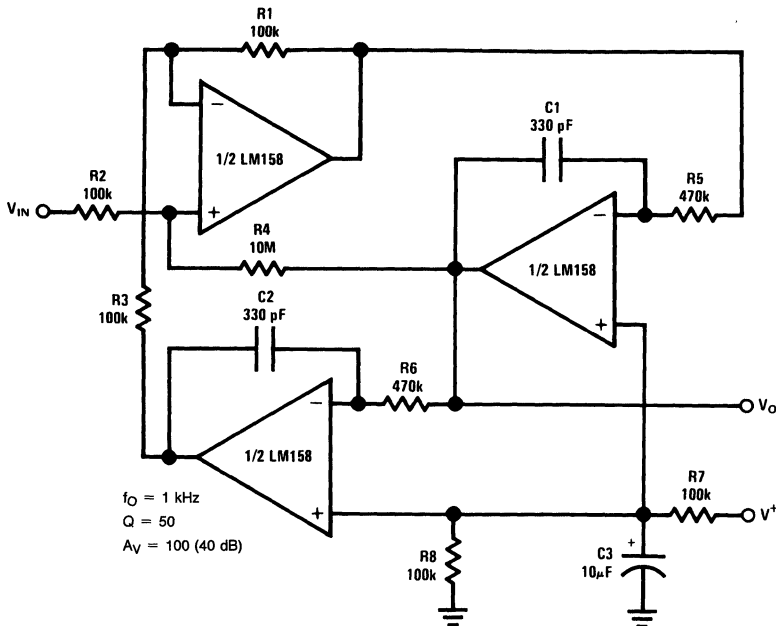 R1
100k
C1
330 pF
−
1/2 LM158
+
R2
100k
VIN
R5
470k
−
R4
10M
1/2 LM158
+
C2
330 pF
R3
100k
R6
470k
−
VO
1/2 LM158
+
fO = 1 kHz
Q = 50
AV = 100 (40 dB)
R7
100k
V+
R8
100k
+
C3
10µF